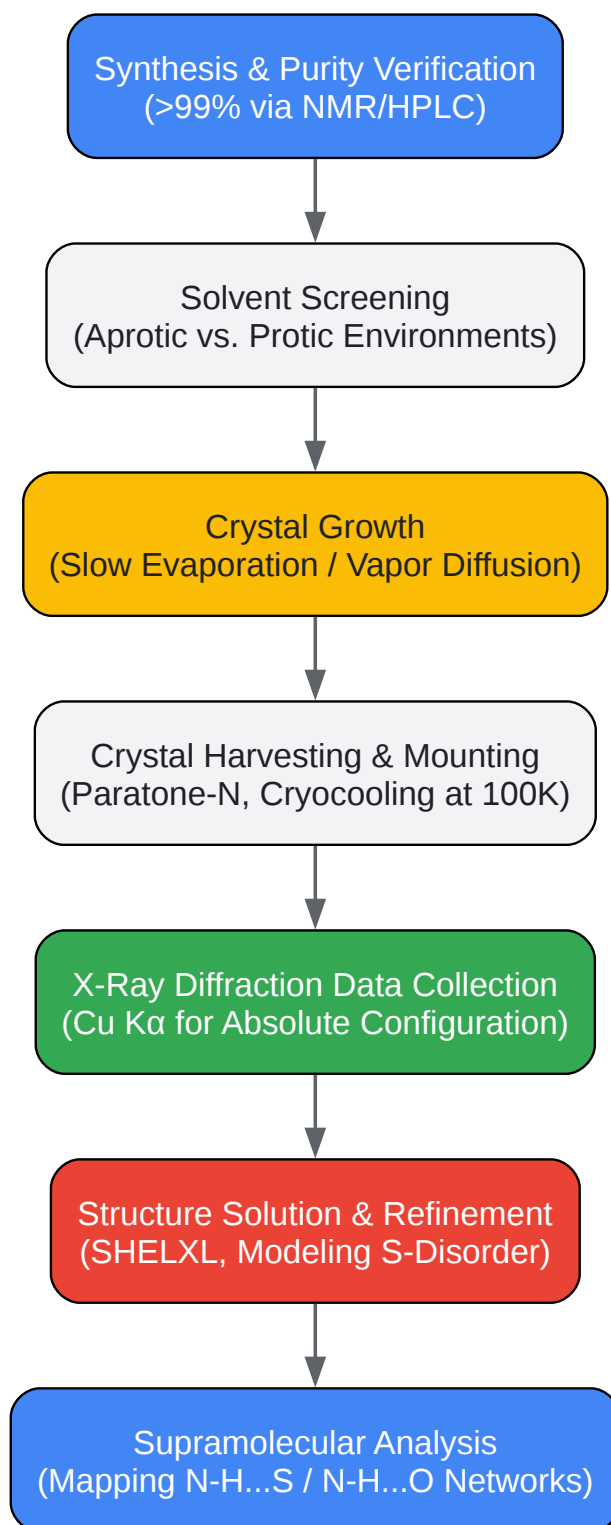 Synthesis & Purity Verification
(>99% via NMR/HPLC)
Solvent Screening
(Aprotic vs. Protic Environments)
Crystal Growth
(Slow Evaporation / Vapor Diffusion)
Crystal Harvesting & Mounting
(Paratone-N, Cryocooling at 100K)
X-Ray Diffraction Data Collection
(Cu Kα for Absolute Configuration)
Structure Solution & Refinement
(SHELXL, Modeling S-Disorder)
Supramolecular Analysis
(Mapping N-H...S / N-H...O Networks)